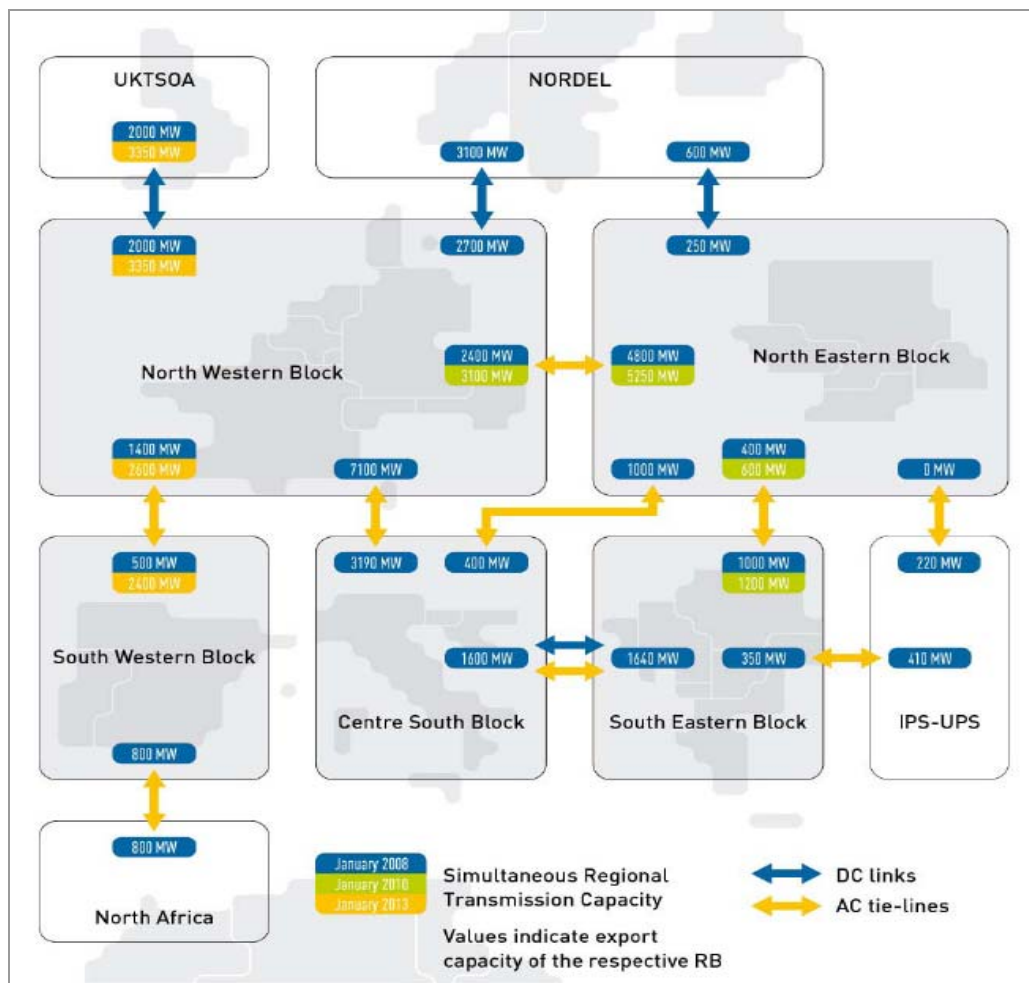 UKTSOA
NORDEL
2000 MW
3350 MW
3100 MW
600 MW
2000 MW
3350 MW
2700 MW
250 MW
North Western Block
2400 MW
3100 MW
4800 MW
5250 MW
North Eastern Block
1400 MW
2600 MW
7100 MW
1000 MW
400 MW
600 MW
0 MW
500 MW
2400 MW
3190 MW
400 MW
1000 MW
1200 MW
220 MW
South Western Block
1600 MW
1640 MW
350 MW
410 MW
Centre South Block
South Eastern Block
IPS-UPS
800 MW
800 MW
North Africa
January 2008
January 2010
January 2013
Simultaneous Regional
Transmission Capacity
Values indicate export
capacity of the respective RB
DC links
AC tie-lines